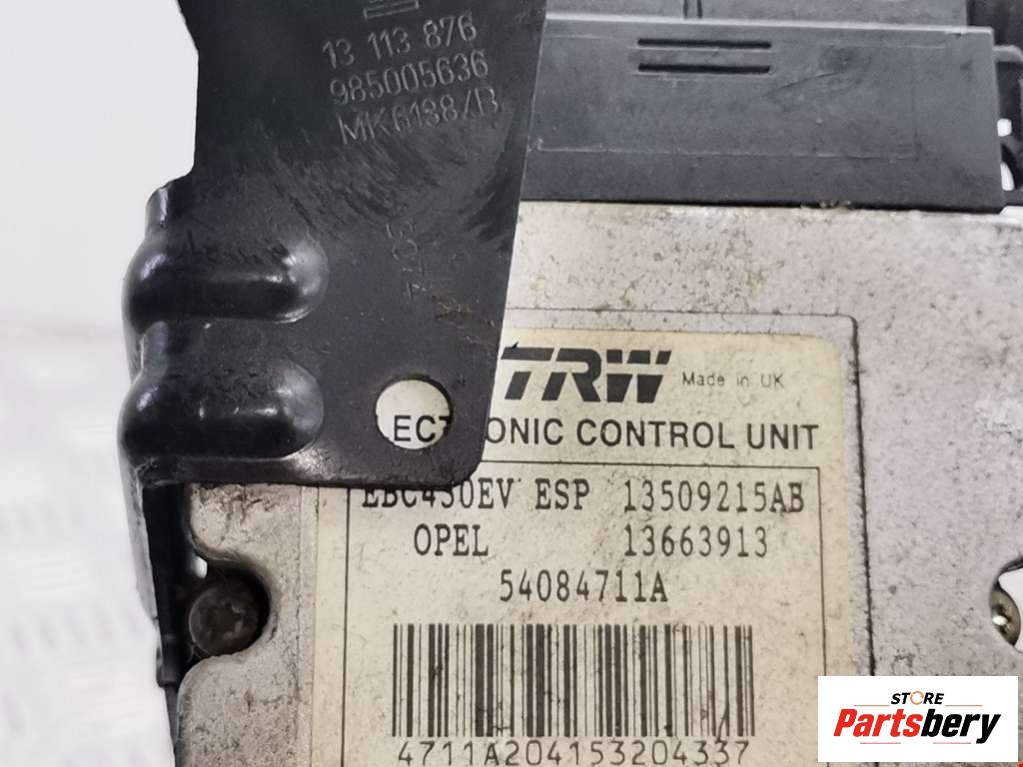 13 113 876
985005636
MK6138/B
TRW Made in UK
ECT ONIC CONTROL UNIT
EBC450EV ESP 13509215AB
OPEL 13663913
54084711A
4711A204153204337
STORE
Partsbery